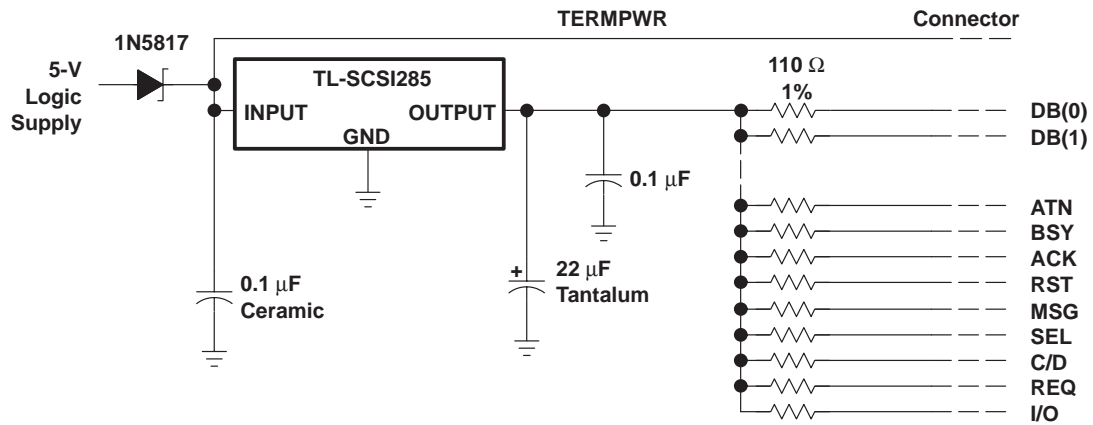 TERMPWR
Connector
1N5817
5-V
Logic
Supply
TL-SCSI285
INPUT
OUTPUT
GND
110 Ω
1%
DB(0)
DB(1)
0.1 μF
ATN
BSY
ACK
RST
MSG
SEL
C/D
REQ
I/O
0.1 μF
Ceramic
+
22 μF
Tantalum